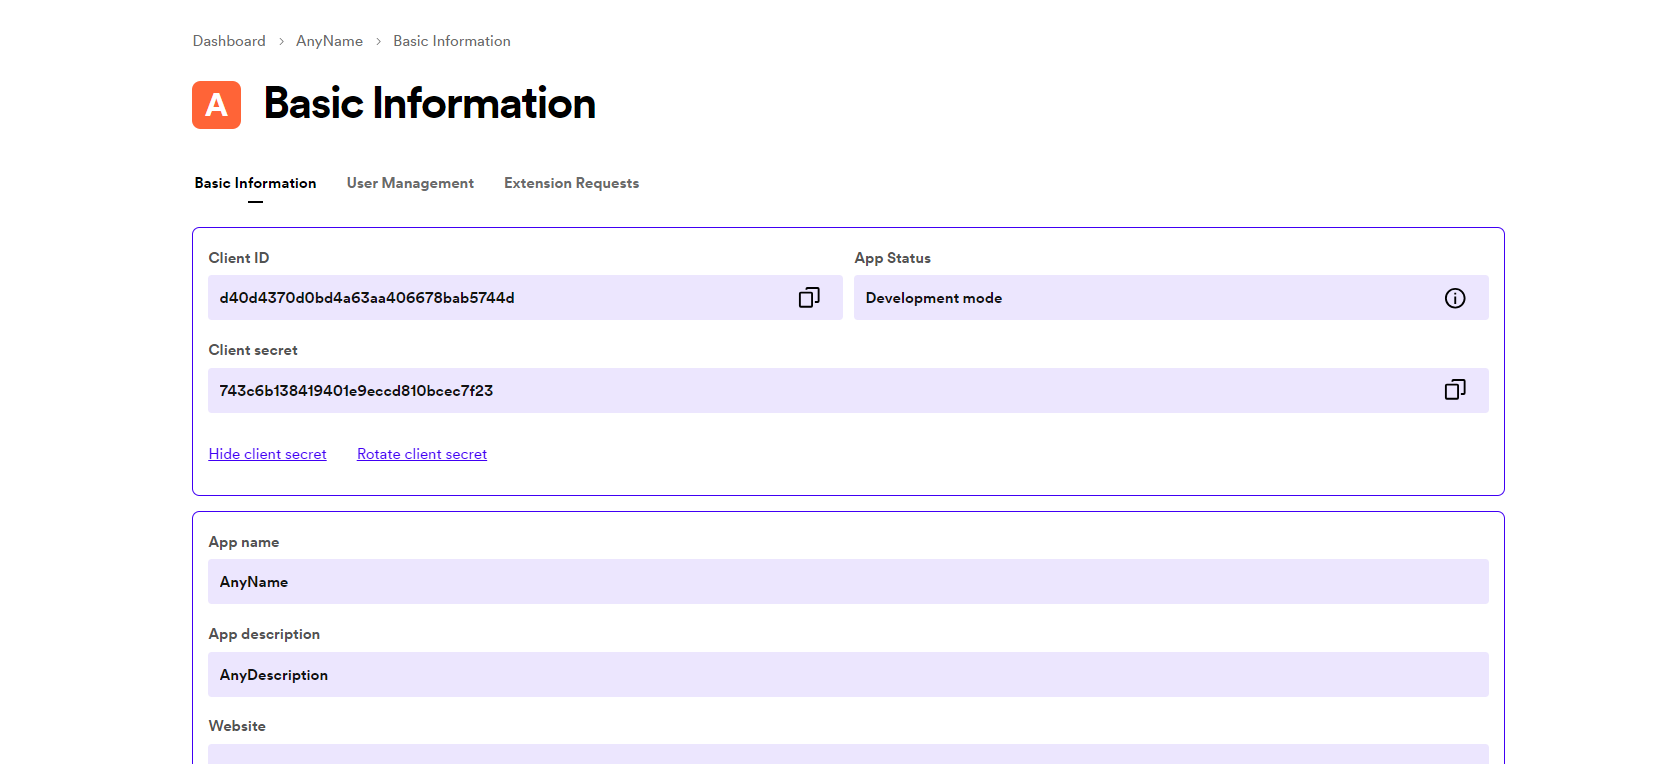 Dashboard > AnyName > Basic Information
A Basic Information
Basic Information User Management Extension Requests
Client ID App Status
d40d4370d0bd4a63aa406678bab5744d Development mode
Client secret
743c6b138419401e9eccd810bcec7f23
Hide client secret Rotate client secret
App name
AnyName
App description
AnyDescription
Website